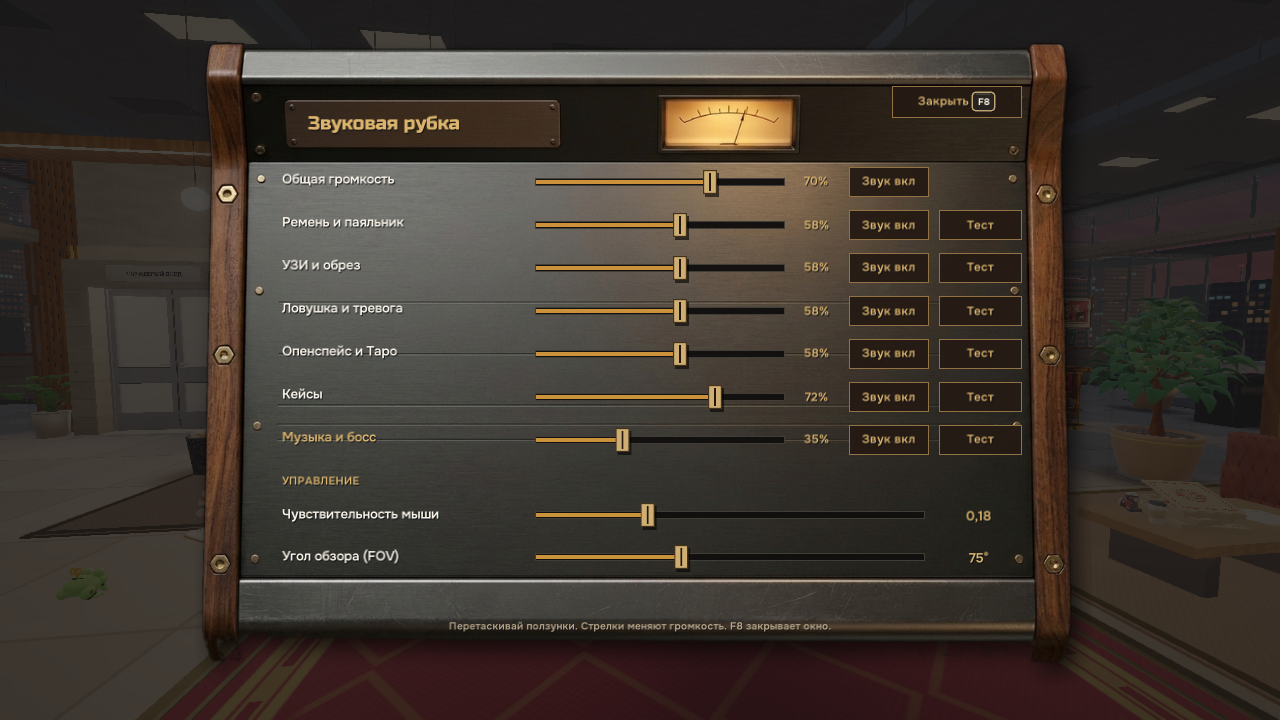 Звуковая рубка
Закрыть F8
Общая громкость 70% Звук вкл
Ремень и паяльник 58% Звук вкл Тест
УЗИ и обрез 58% Звук вкл Тест
Ловушка и тревога 58% Звук вкл Тест
Опенспейс и Таро 58% Звук вкл Тест
Кейсы 72% Звук вкл Тест
Музыка и босс 35% Звук вкл Тест
УПРАВЛЕНИЕ
Чувствительность мыши 0,18
Угол обзора (FOV) 75°
Перетаскивай ползунки. Стрелки меняют громкость. F8 закрывает окно.